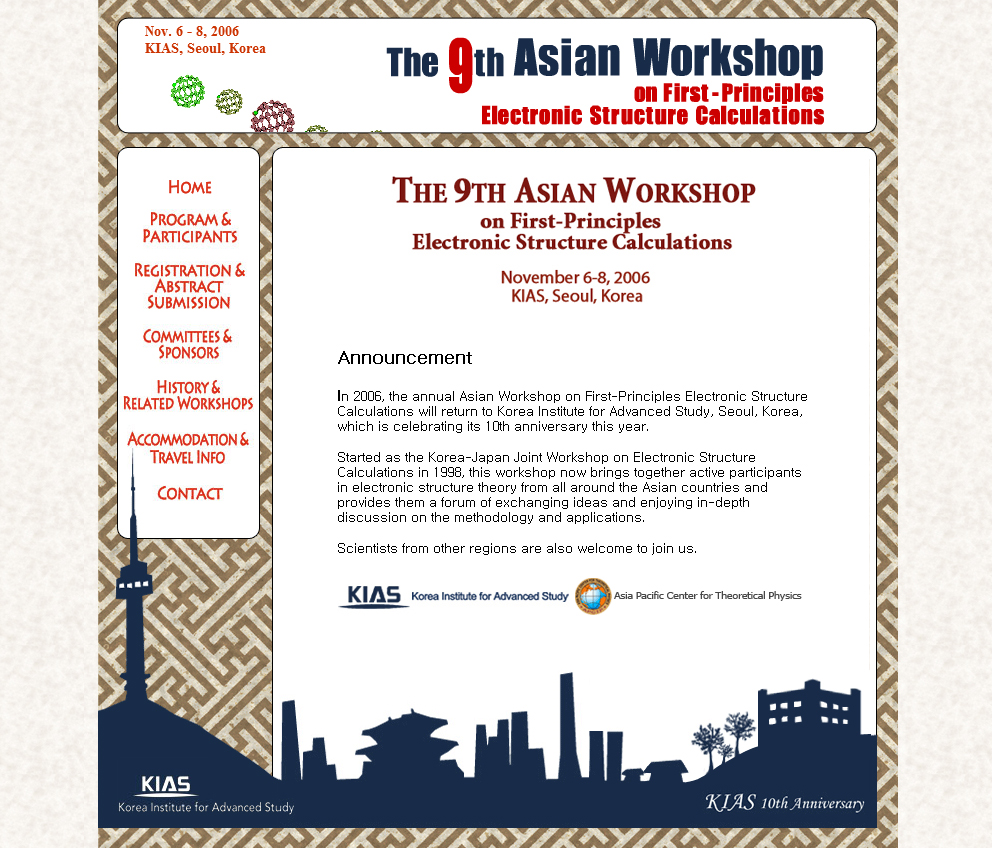 Nov. 6 - 8, 2006
KIAS, Seoul, Korea
The 9th Asian Workshop
on First-Principles
Electronic Structure Calculations
HOME
PROGRAM &
PARTICIPANTS
REGISTRATION &
ABSTRACT
SUBMISSION
COMMITTEES &
SPONSORS
HISTORY &
RELATED WORKSHOPS
ACCOMMODATION &
TRAVEL INFO
CONTACT
THE 9TH ASIAN WORKSHOP
on First-Principles
Electronic Structure Calculations
November 6-8, 2006
KIAS, Seoul, Korea
Announcement
In 2006, the annual Asian Workshop on First-Principles Electronic Structure
Calculations will return to Korea Institute for Advanced Study, Seoul, Korea,
which is celebrating its 10th anniversary this year.
Started as the Korea-Japan Joint Workshop on Electronic Structure
Calculations in 1998, this workshop now brings together active participants
in electronic structure theory from all around the Asian countries and
provides them a forum of exchanging ideas and enjoying in-depth
discussion on the methodology and applications.
Scientists from other regions are also welcome to join us.
KIAS Korea Institute for Advanced Study Asia Pacific Center for Theoretical Physics
KIAS
Korea Institute for Advanced Study
KIAS 10th Anniversary